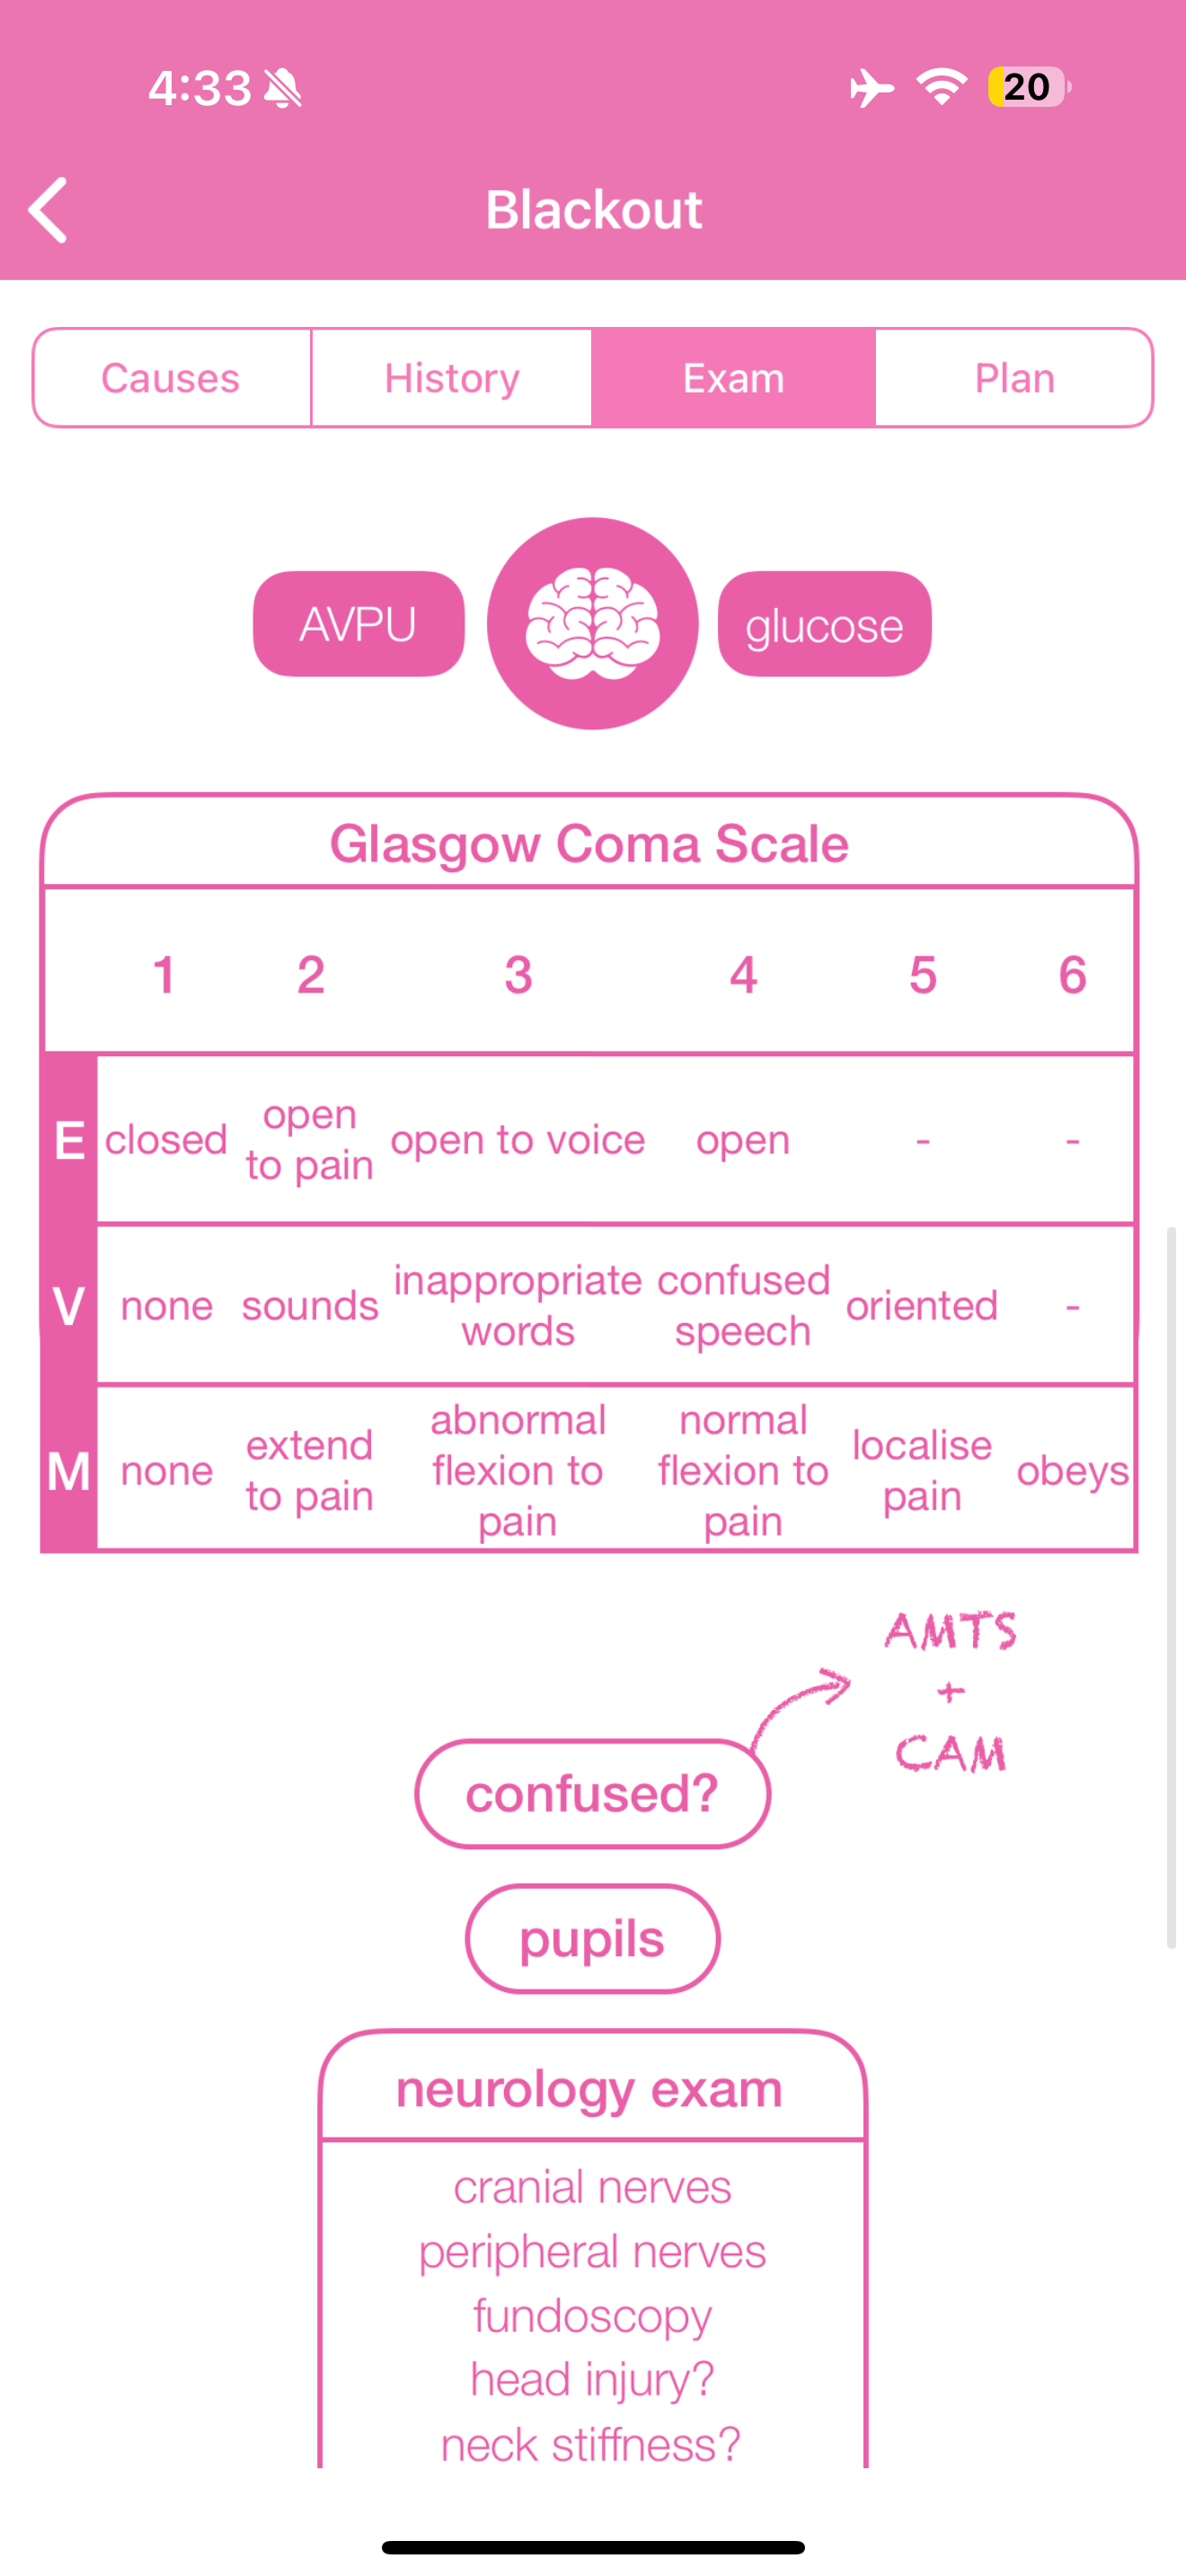 4:33
20
Blackout
Causes History Exam Plan
AVPU
glucose
Glasgow Coma Scale
1 2 3 4 5 6
E closed open to pain open to voice open - -
V none sounds inappropriate words confused speech oriented -
M none extend to pain abnormal flexion to pain normal flexion to pain localise pain obeys
AMTS
+
CAM
confused?
pupils
neurology exam
cranial nerves
peripheral nerves
fundoscopy
head injury?
neck stiffness?